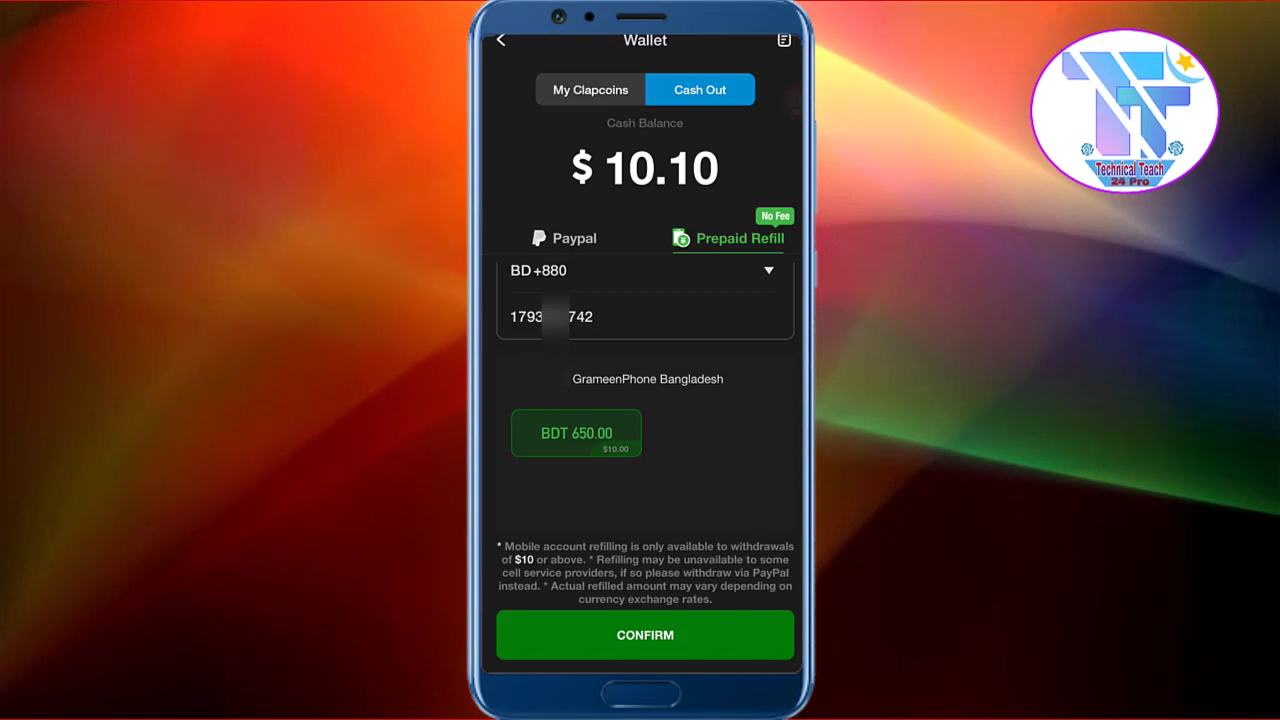 Wallet
My Clapcoins
Cash Out
Cash Balance
$ 10.10
No Fee
Paypal
Prepaid Refill
BD +880
1793 742
GrameenPhone Bangladesh
BDT 650.00
$10.00
* Mobile account refilling is only available to withdrawals
of $10 or above. * Refilling may be unavailable to some
cell service providers, if so please withdraw via PayPal
instead. * Actual refilled amount may vary depending on
currency exchange rates.
CONFIRM
TT
Technical Teach
24 Pro